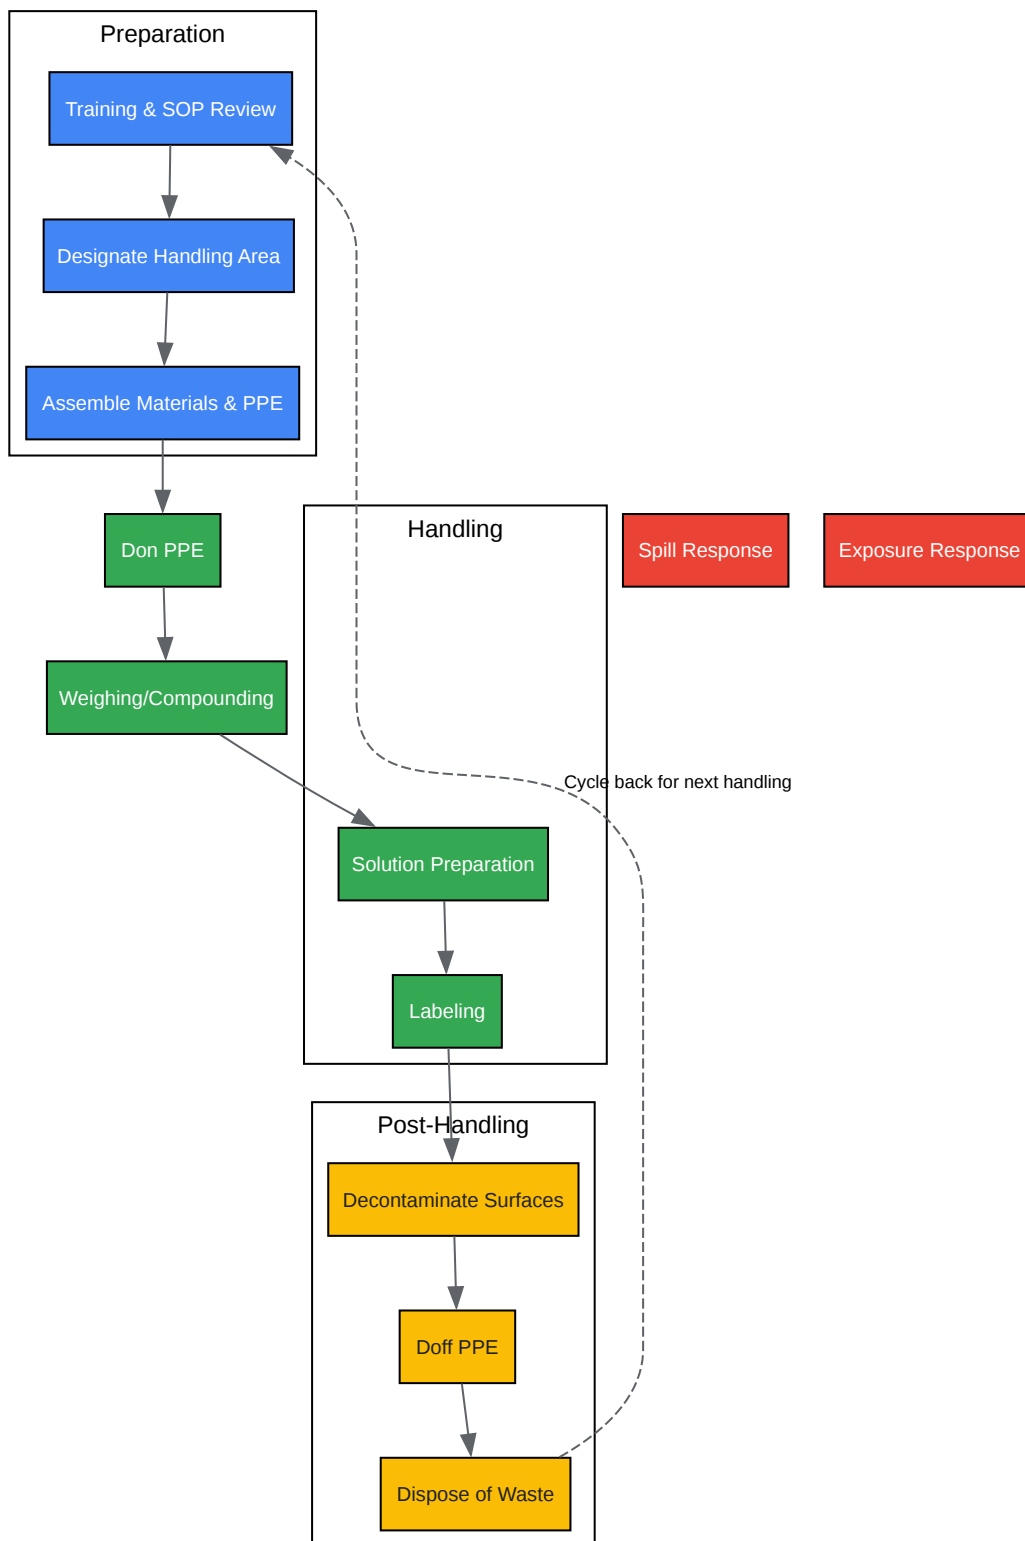 Preparation
Training & SOP Review
Designate Handling Area
Assemble Materials & PPE
Don PPE
Handling
Spill Response
Exposure Response
Weighing/Compounding
Cycle back for next handling
Solution Preparation
Labeling
Post-Handling
Decontaminate Surfaces
Doff PPE
Dispose of Waste